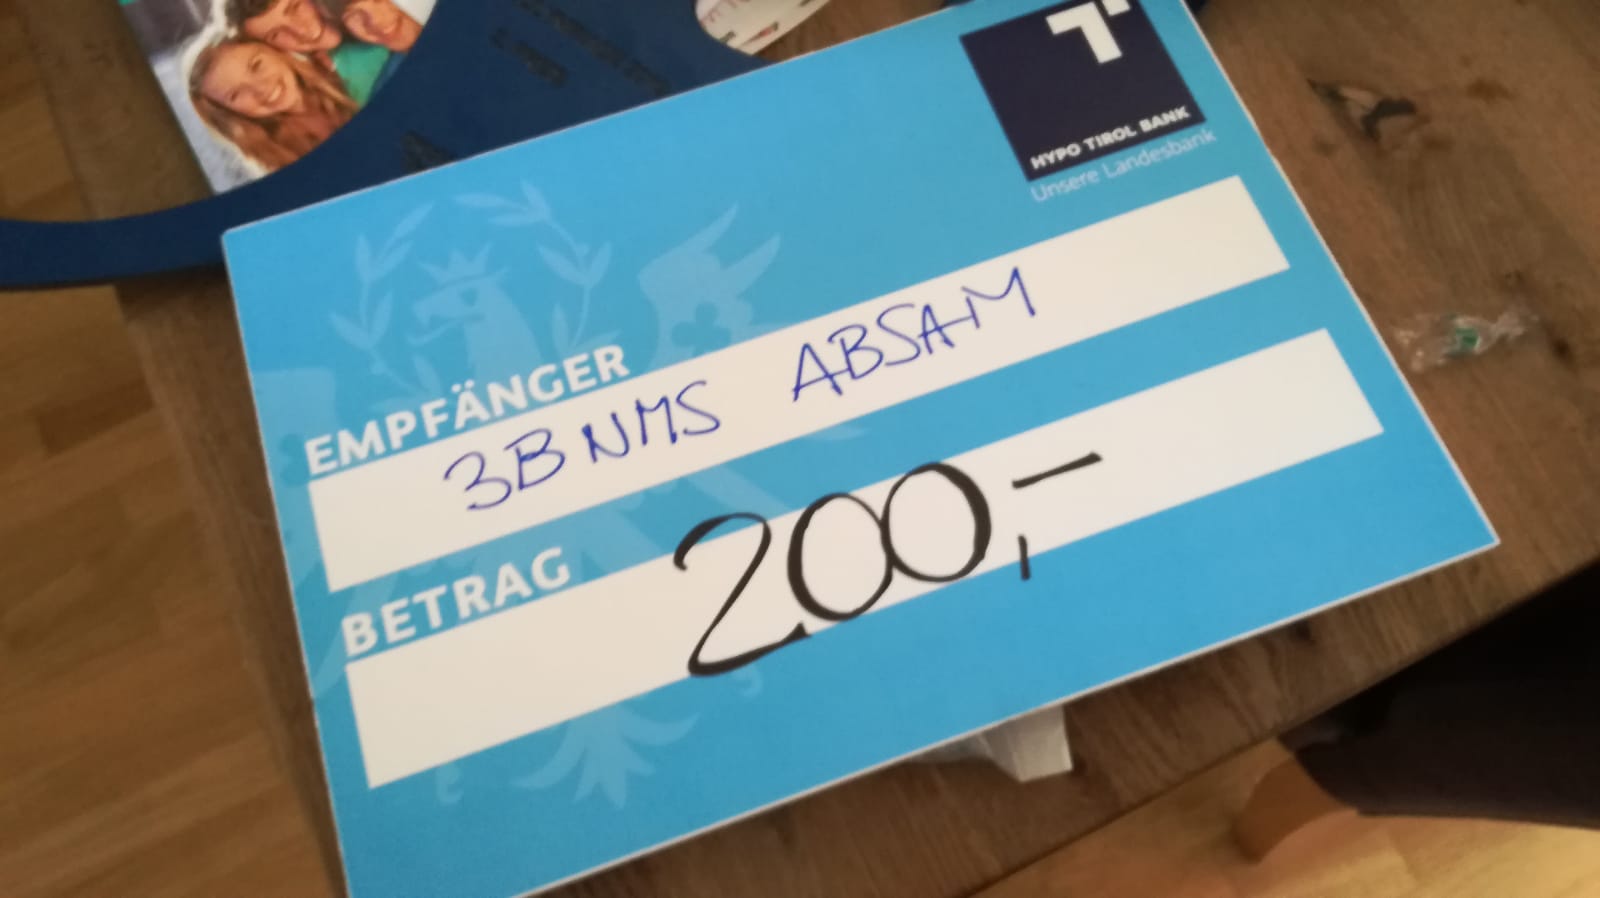 HYPO TIROL BANK
Unsere Landesbank
EMPFÄNGER
3B NMS ABSAM
BETRAG
200,-